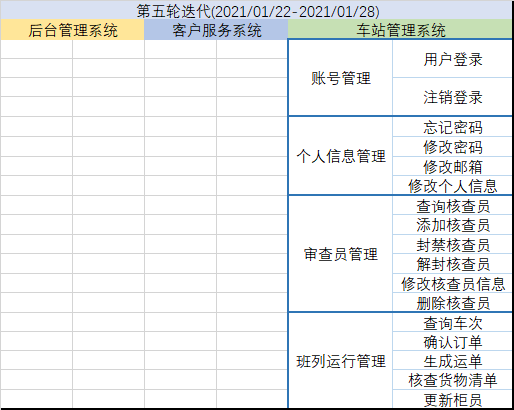 第五轮迭代(2021/01/22-2021/01/28)
后台管理系统 客户服务系统 车站管理系统
账号管理
用户登录
注销登录
个人信息管理
忘记密码
修改密码
修改邮箱
修改个人信息
审查员管理
查询核查员
添加核查员
封禁核查员
解封核查员
修改核查员信息
删除核查员
班列运行管理
查询车次
确认订单
生成运单
核查货物清单
更新柜员